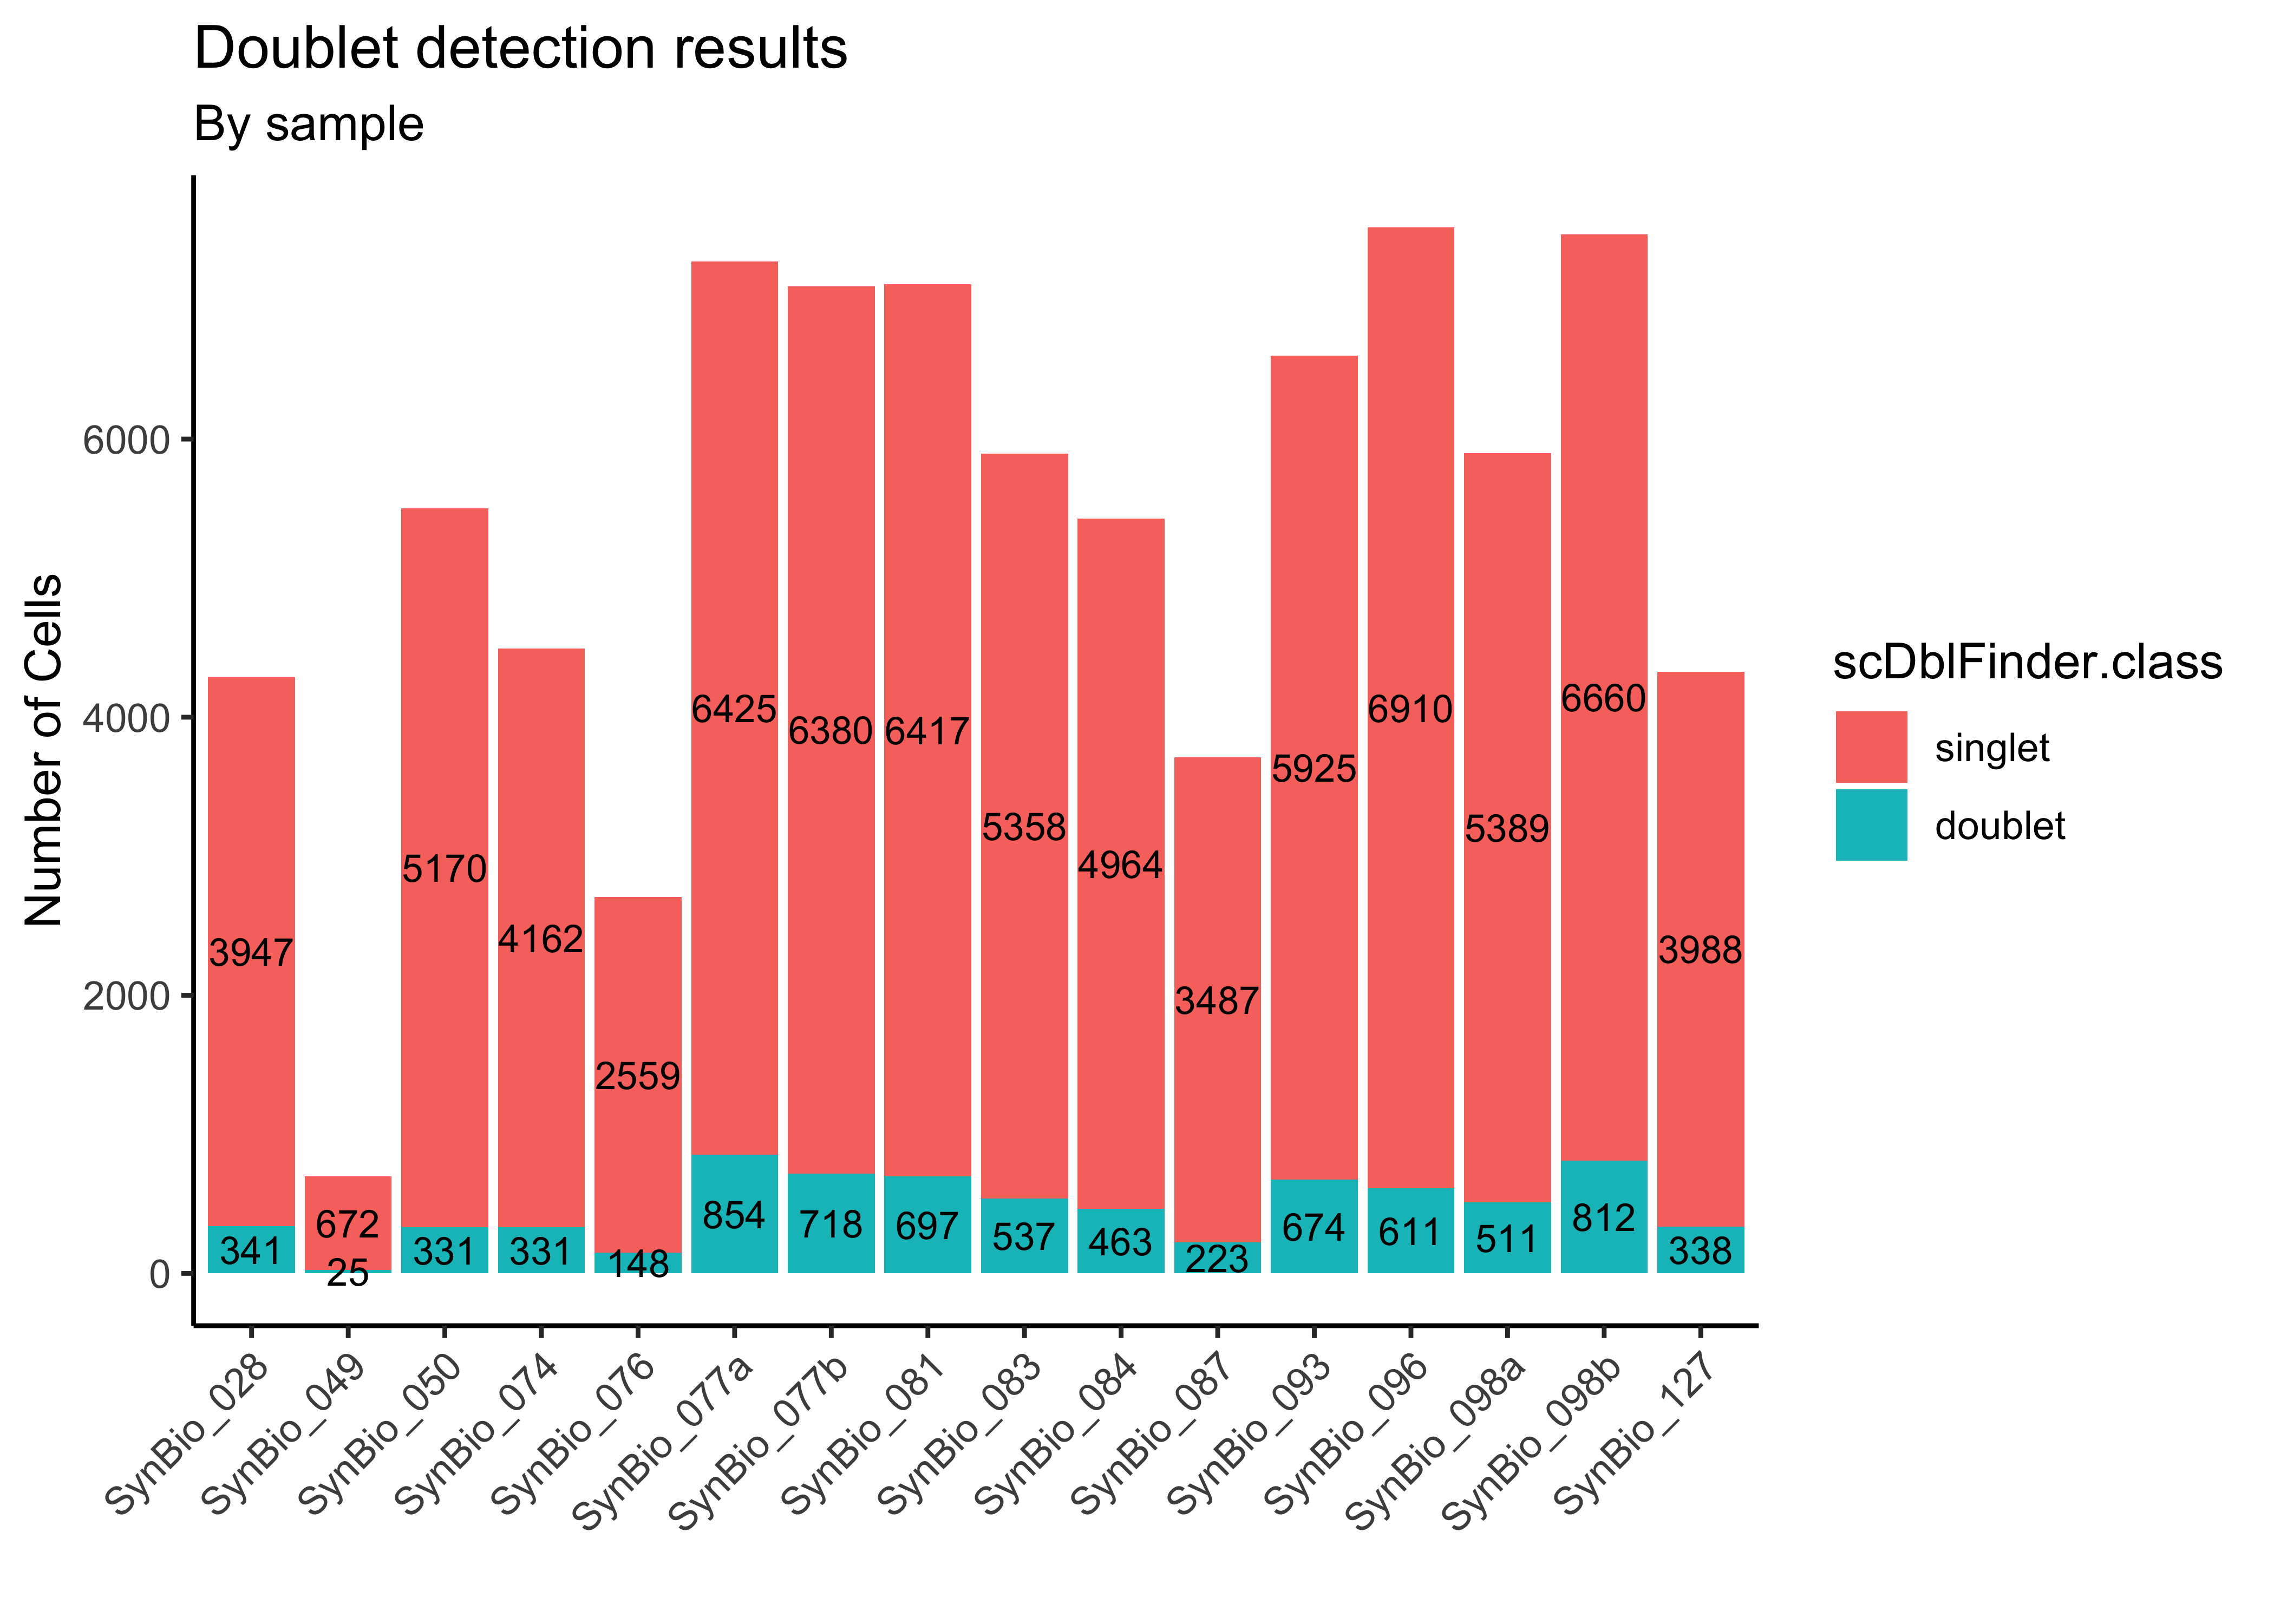 Doublet detection results
By sample
Number of Cells
6000
4000
2000
0
3947
341
672
25
5170
331
4162
331
2559
148
6425
854
6380
718
6417
697
5358
537
4964
463
3487
223
5925
674
6910
611
5389
511
6660
812
3988
338
SynBio_028
SynBio_049
SynBio_050
SynBio_074
SynBio_076
SynBio_077a
SynBio_077b
SynBio_081
SynBio_083
SynBio_084
SynBio_087
SynBio_093
SynBio_096
SynBio_098a
SynBio_098b
SynBio_127
scDblFinder.class
singlet
doublet